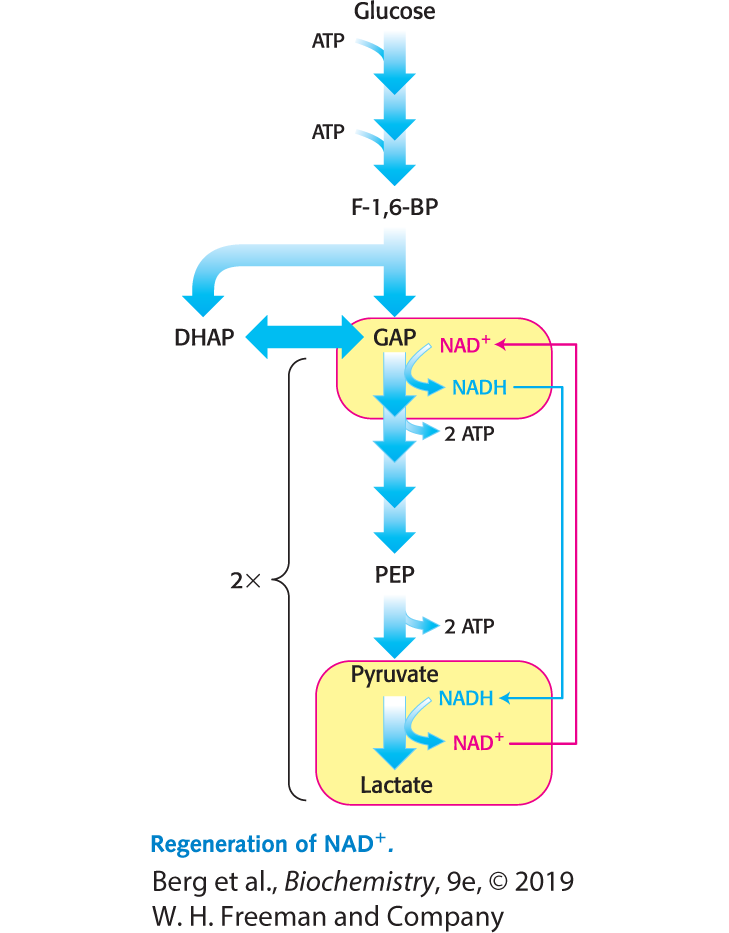 Glucose
ATP
ATP
F-1,6-BP
DHAP
GAP
NAD⁺
NADH
2 ATP
2×
PEP
2 ATP
Pyruvate
NADH
NAD⁺
Lactate
Regeneration of NAD⁺.
Berg et al., Biochemistry, 9e, © 2019
W. H. Freeman and Company